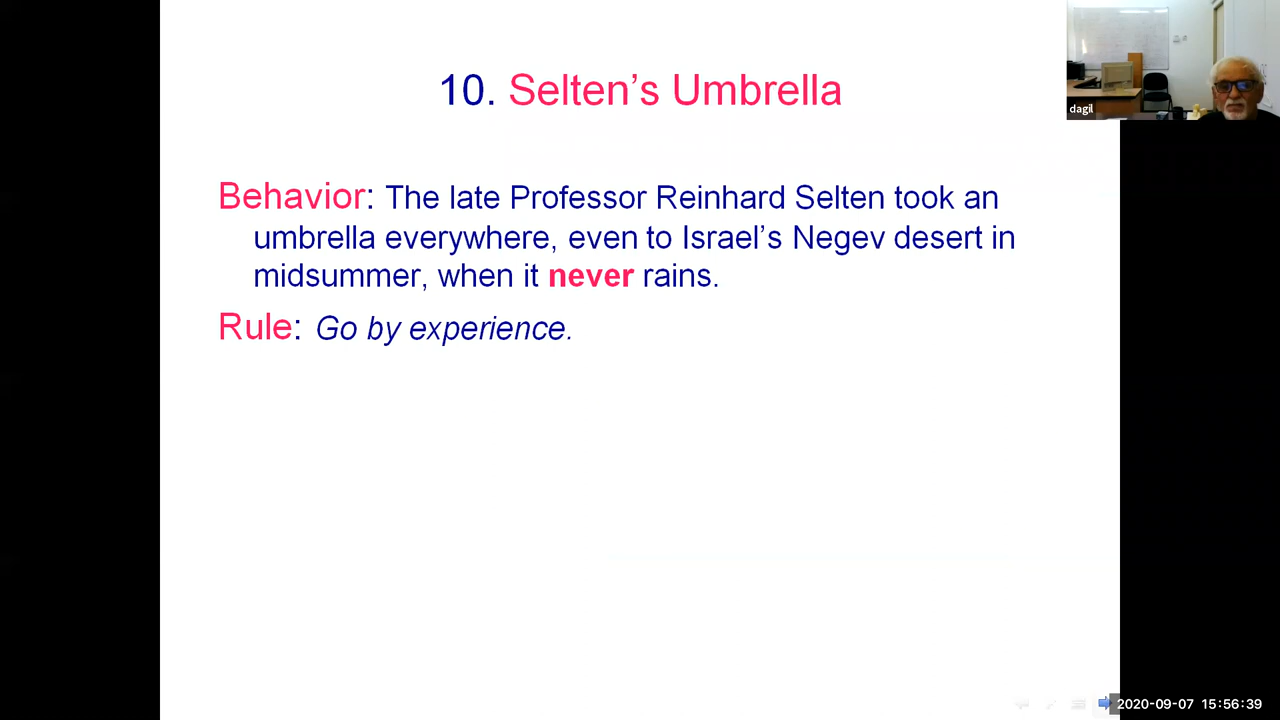 10. Selten’s Umbrella
dagil
Behavior: The late Professor Reinhard Selten took an
umbrella everywhere, even to Israel’s Negev desert in
midsummer, when it never rains.
Rule: Go by experience.
2020-09-07 15:56:39